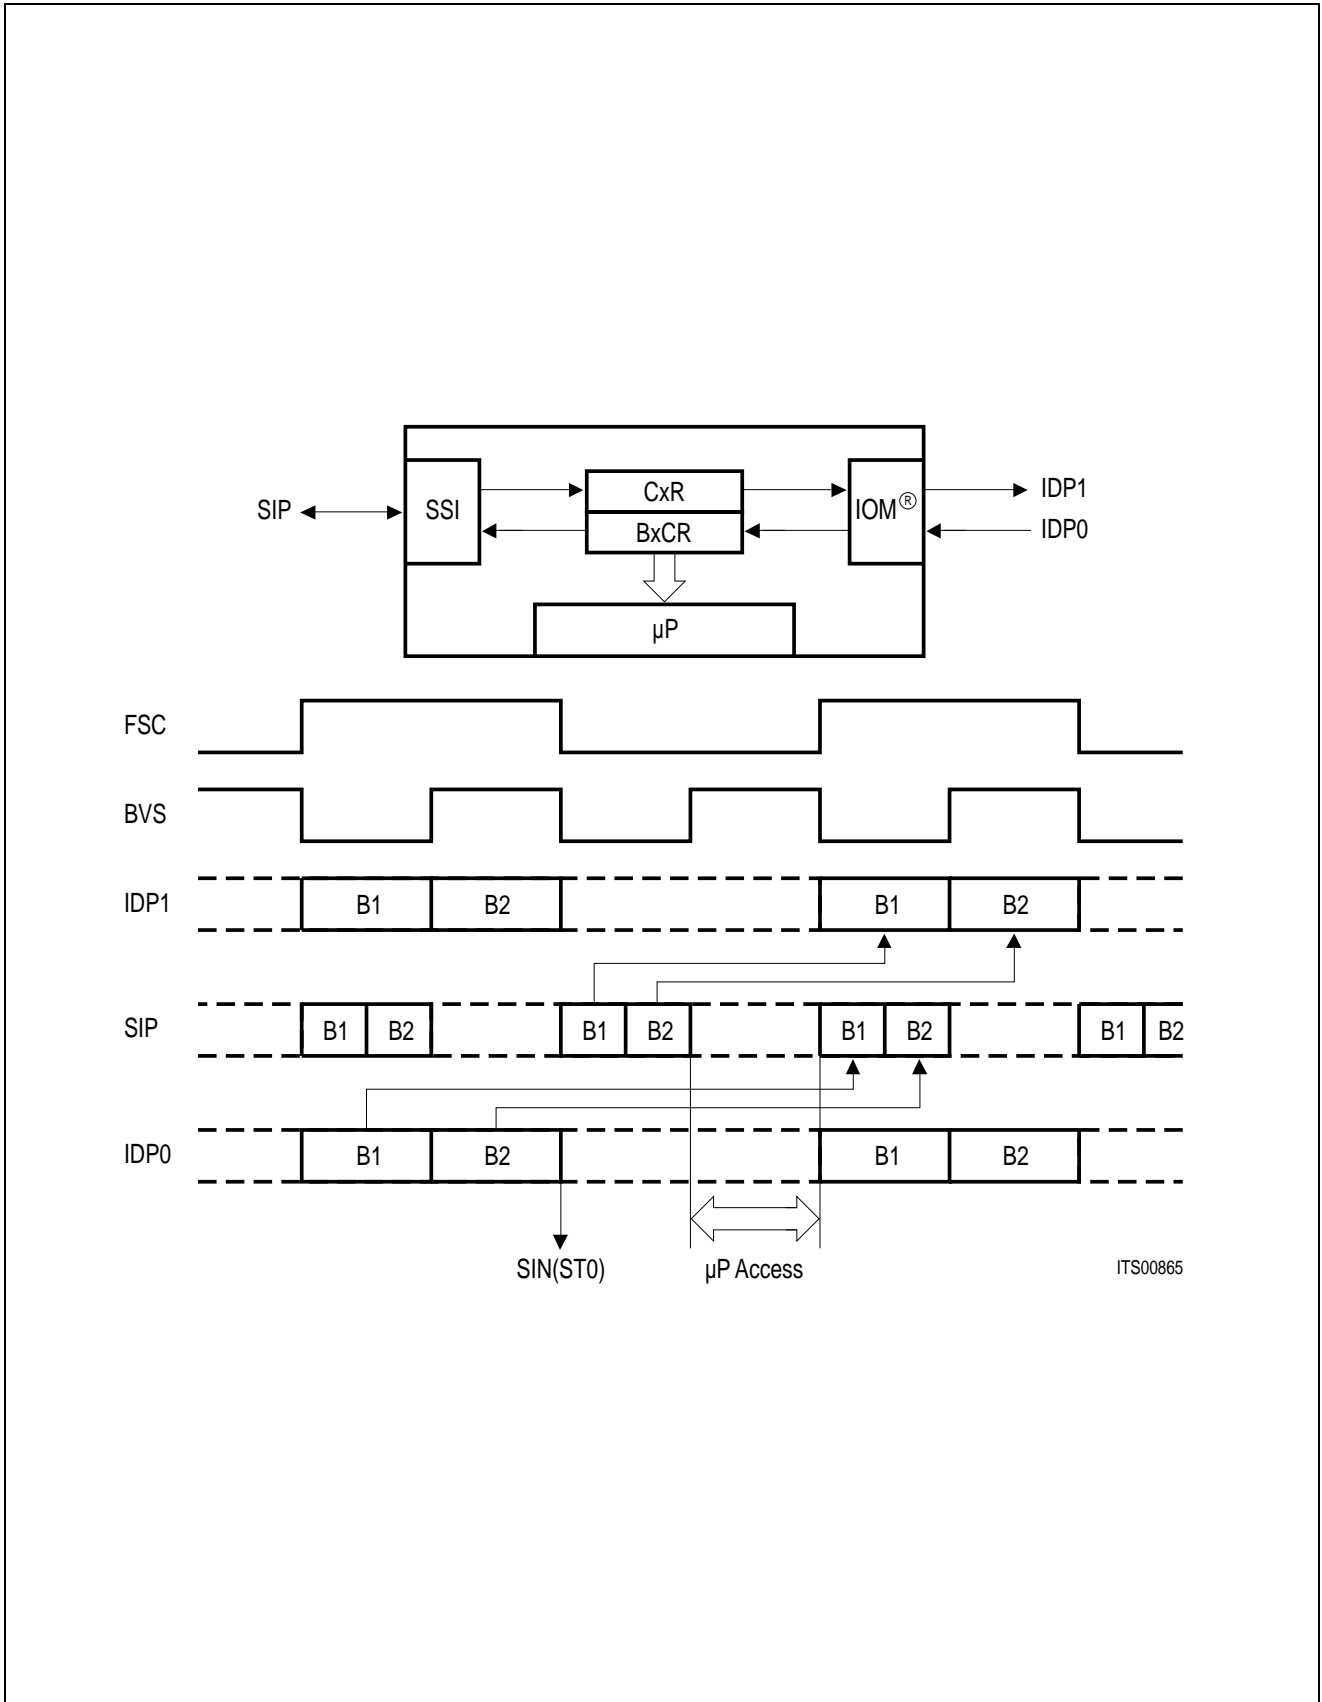 SIP
SSI
CxR
BxCR
IOM®
IDP1
IDP0
µP
FSC
BVS
IDP1
B1 B2 B1 B2
SIP
B1 B2 B1 B2 B1 B2 B1 B2
IDP0
B1 B2 B1 B2
SIN(ST0)
µP Access
ITS00865